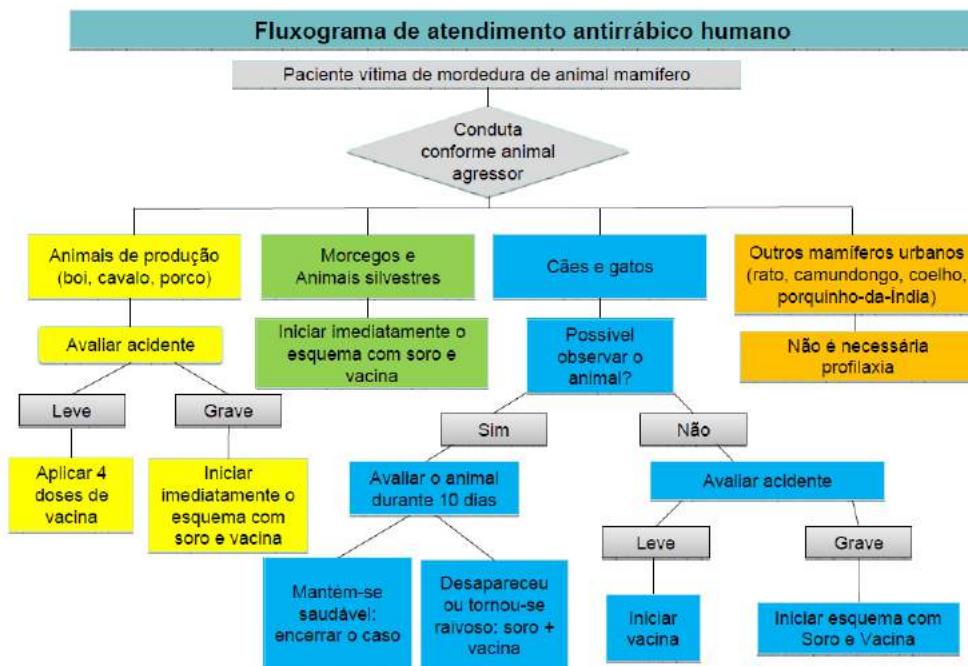 Fluxograma de atendimento antirrábico humano
Paciente vítima de mordedura de animal mamífero
Conduta
conforme animal
agressor
Animais de produção
(boi, cavalo, porco)
Avaliar acidente
Leve
Grave
Aplicar 4
doses de
vacina
Iniciar
imediatamente o
esquema com
soro e vacina
Morcegos e
Animais silvestres
Iniciar imediatamente o
esquema com soro e
vacina
Cães e gatos
Possível
observar o
animal?
Sim
Não
Avaliar o animal
durante 10 dias
Mantém-se
saudável:
encerrar o caso
Desapareceu
ou tornou-se
raivoso: soro +
vacina
Avaliar acidente
Leve
Grave
Iniciar
vacina
Iniciar esquema com
Soro e Vacina
Outros mamíferos urbanos
(rato, camundongo, coelho,
porquinho-da-Índia)
Não é necessária
profilaxia